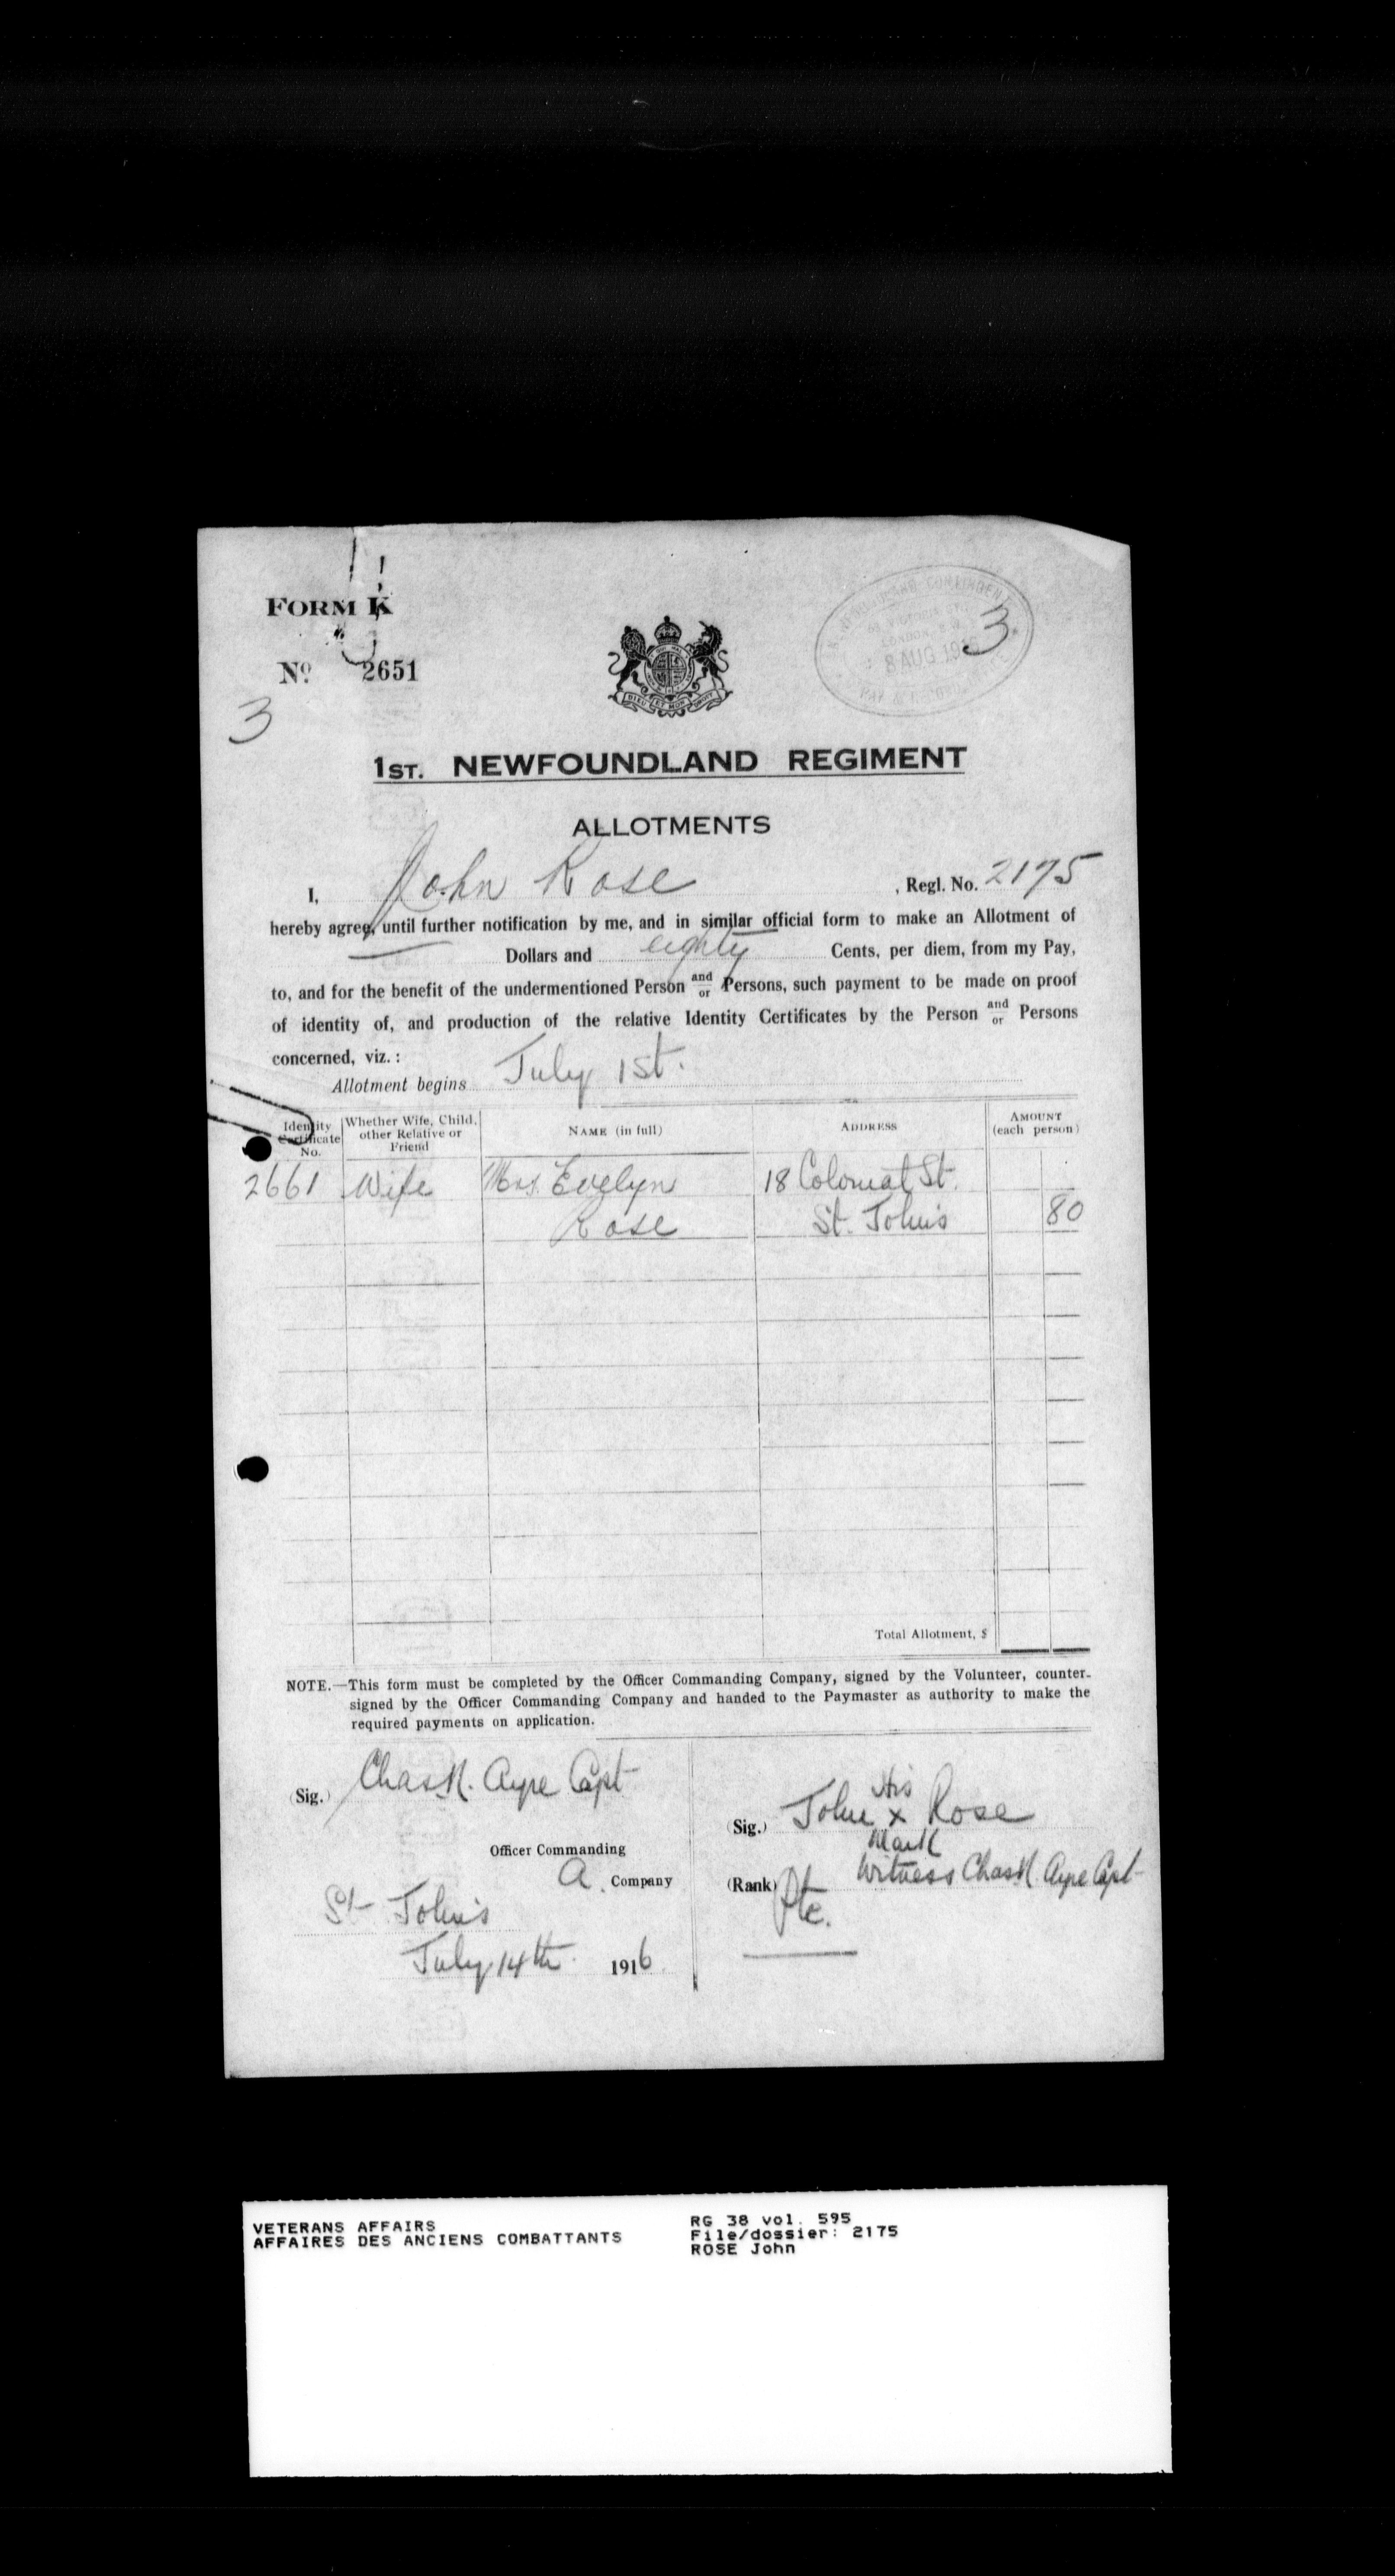 FORM K
Nº 2651
3
3
8 AUG 19
DIEU ET MON DROIT
1ST. NEWFOUNDLAND REGIMENT
ALLOTMENTS
I, John Rose, Regl. No. 2175
hereby agree, until further notification by me, and in similar official form to make an Allotment of
— Dollars and eighty Cents, per diem, from my Pay,
to, and for the benefit of the undermentioned Person and/or Persons, such payment to be made on proof
of identity of, and production of the relative Identity Certificates by the Person and/or Persons
concerned, viz. :
Allotment begins July 1st.
Identity Certificate No. Whether Wife, Child, other Relative or Friend NAME (in full) ADDRESS AMOUNT (each person)
2661 Wife Mrs. Evelyn 18 Colonial St.
Rose St. John's 80
Total Allotment, $
NOTE.—This form must be completed by the Officer Commanding Company, signed by the Volunteer, counter-
signed by the Officer Commanding Company and handed to the Paymaster as authority to make the
required payments on application.
(Sig.) Chas R. Ayre Capt
Officer Commanding
A. Company
St John's
July 14th 1916
His
(Sig.) John x Rose
Mark
Witness Chas R. Ayre Capt
(Rank) Pte.
VETERANS AFFAIRS
AFFAIRES DES ANCIENS COMBATTANTS
RG 38 vol. 595
File/dossier: 2175
ROSE John